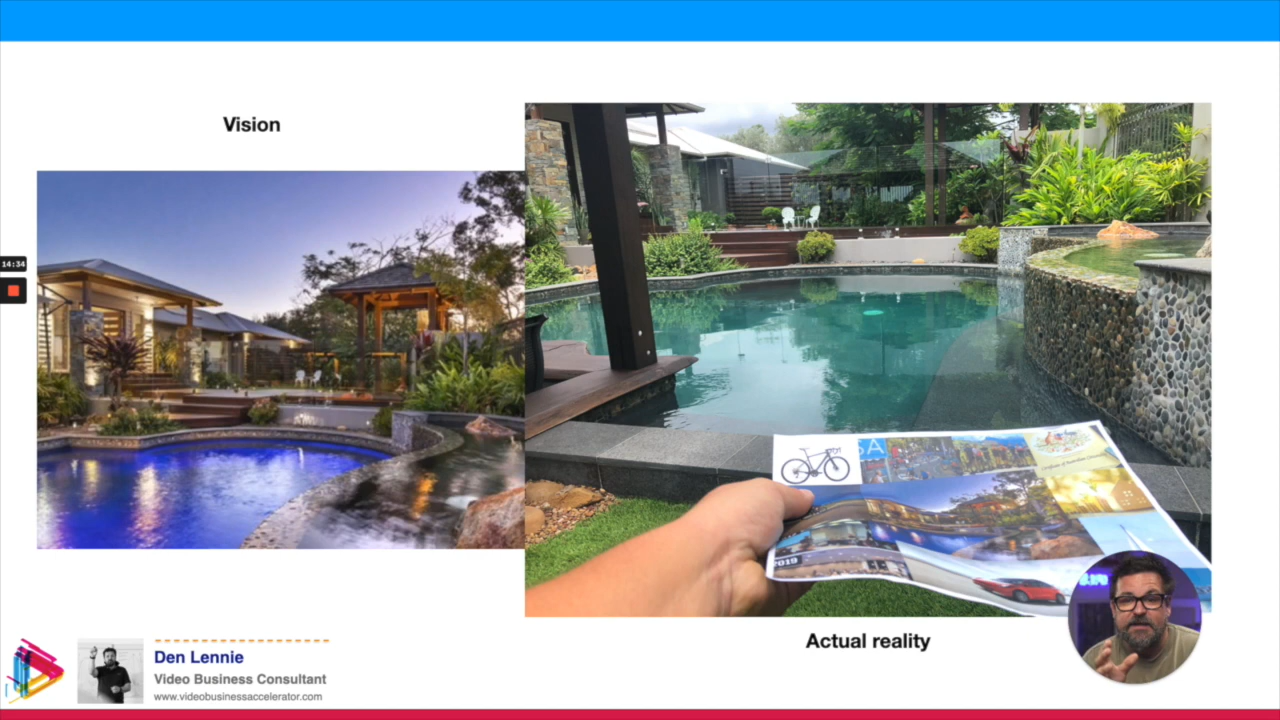 Vision
14:34
2019
Actual reality
Den Lennie
Video Business Consultant
www.videobusinessaccelerator.com